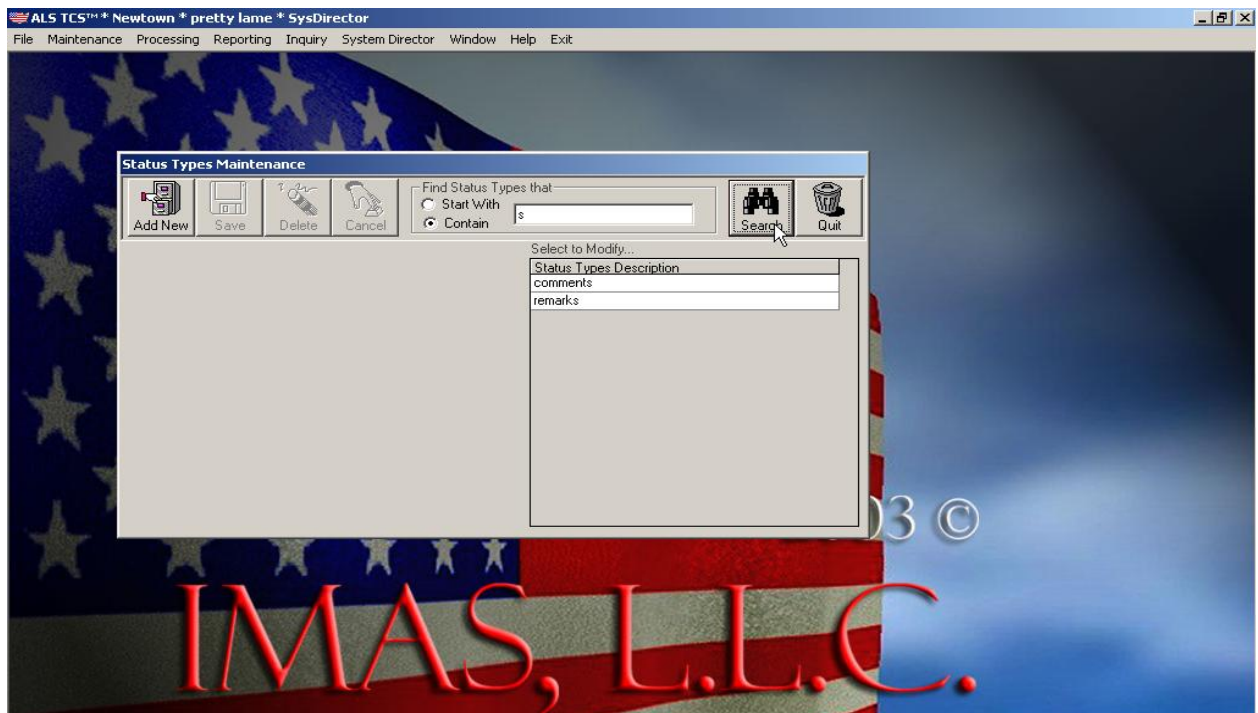 ALS TCS™ * Newtown * pretty lame * SysDirector
File Maintenance Processing Reporting Inquiry System Director Window Help Exit
Status Types Maintenance
Add New Save Delete Cancel
Find Status Types that
Start With
Contain
s
Search Quit
Select to Modify...
Status Types Description
comments
remarks
03 ©
IMAS, L.L.C.